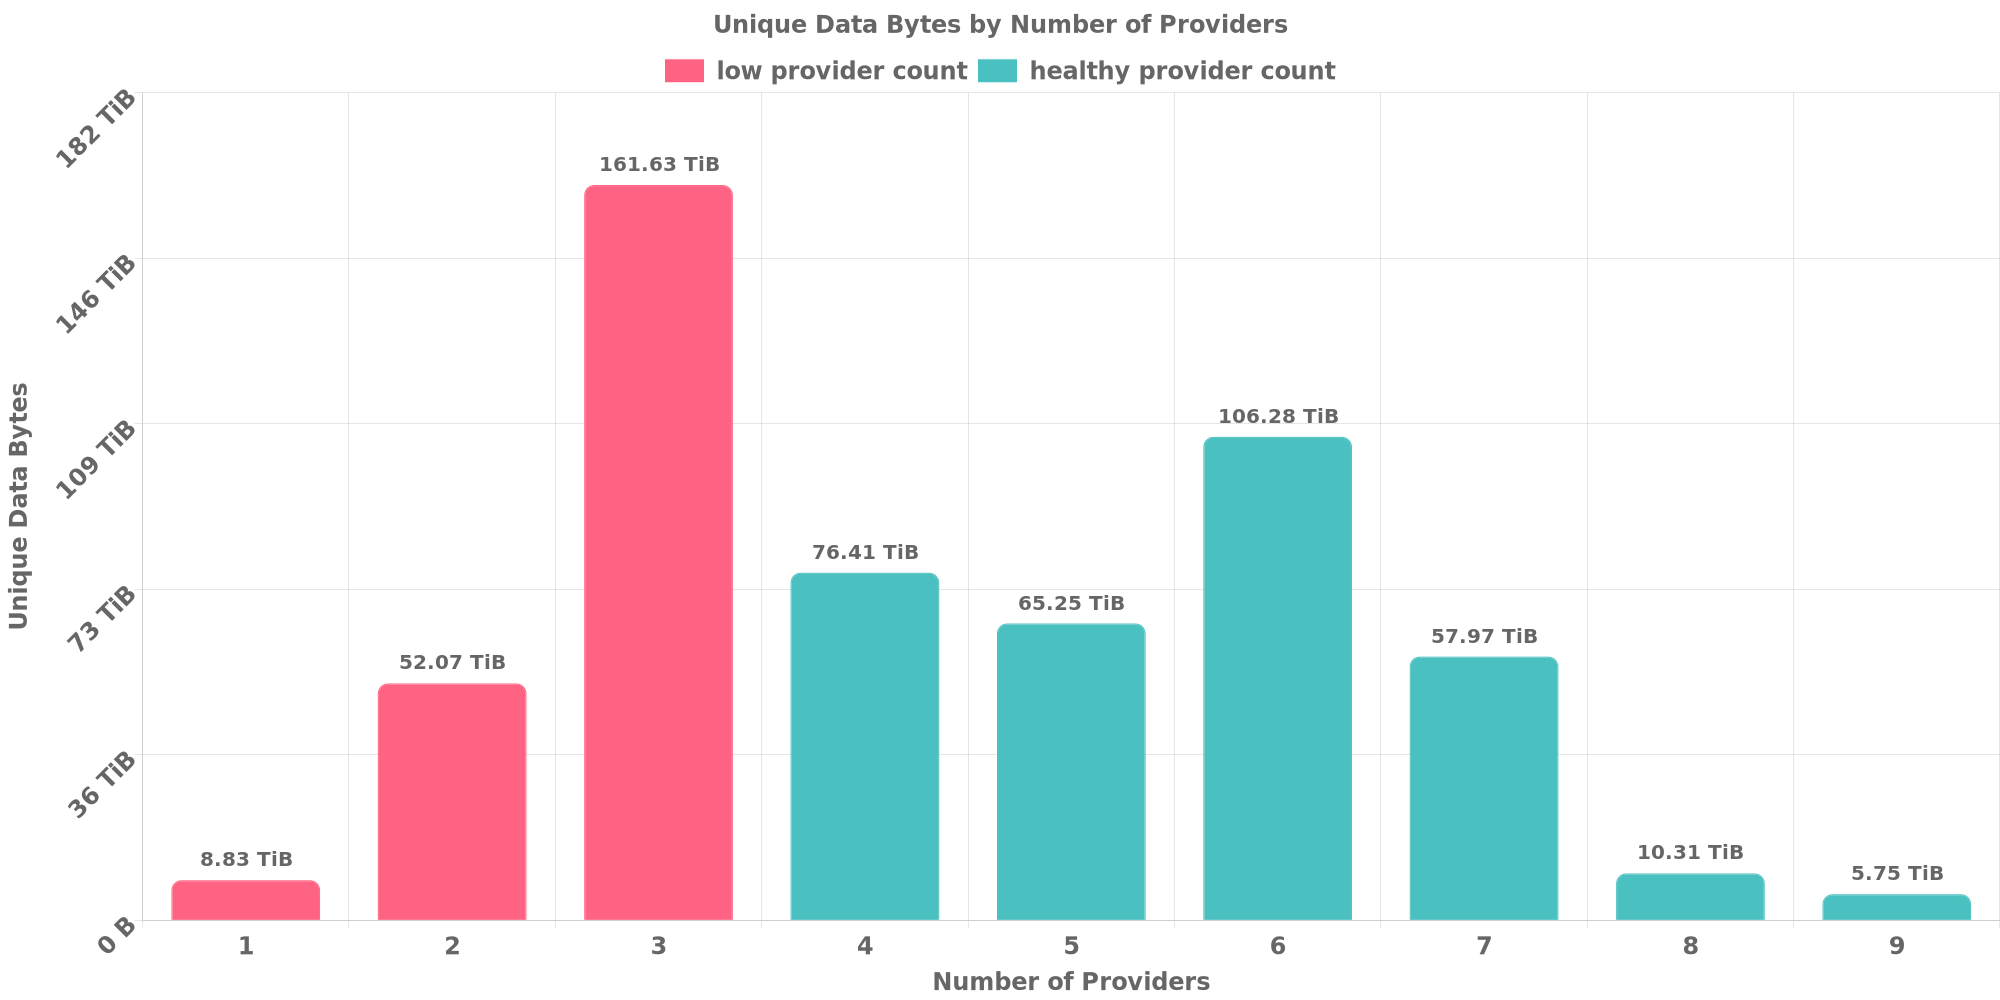 Unique Data Bytes by Number of Providers
low provider count healthy provider count
182 TiB
146 TiB
109 TiB
73 TiB
36 TiB
0 B
Unique Data Bytes
8.83 TiB
52.07 TiB
161.63 TiB
76.41 TiB
65.25 TiB
106.28 TiB
57.97 TiB
10.31 TiB
5.75 TiB
1 2 3 4 5 6 7 8 9
Number of Providers